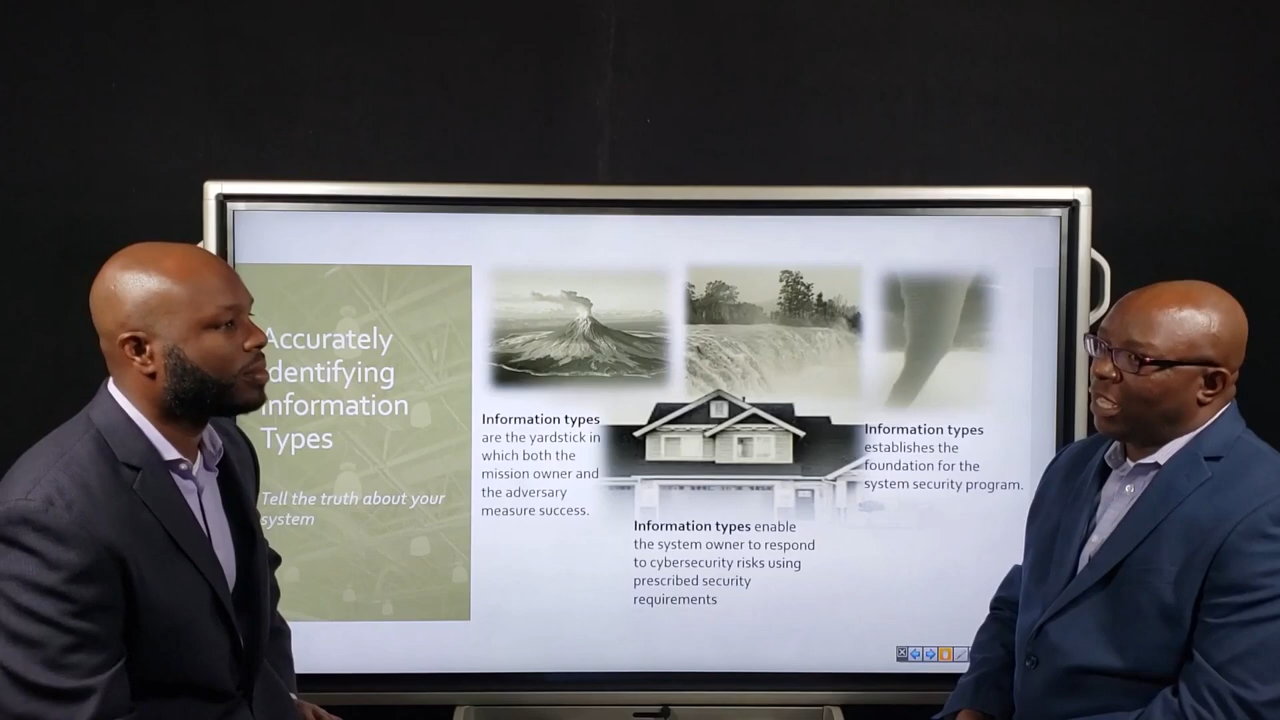 Accurately
Identifying
Information
Types
Tell the truth about your
system
Information types
are the yardstick in
which both the
mission owner and
the adversary
measure success.
Information types enable
the system owner to respond
to cybersecurity risks using
prescribed security
requirements
Information types
establishes the
foundation for the
system security program.